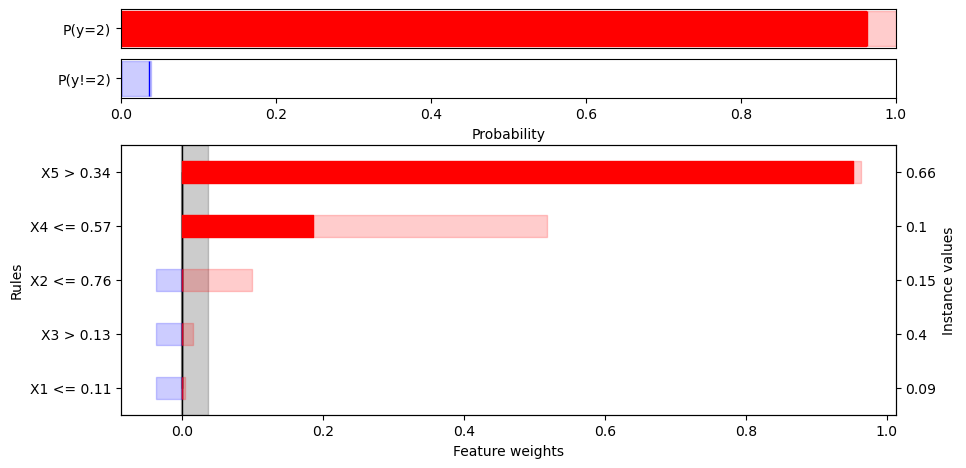 P(y=2)
P(y!=2)
0.0 0.2 0.4 0.6 0.8 1.0
Probability
X5 > 0.34 0.66
X4 <= 0.57 0.1
X2 <= 0.76 0.15
X3 > 0.13 0.4
X1 <= 0.11 0.09
Rules
Instance values
0.0 0.2 0.4 0.6 0.8 1.0
Feature weights